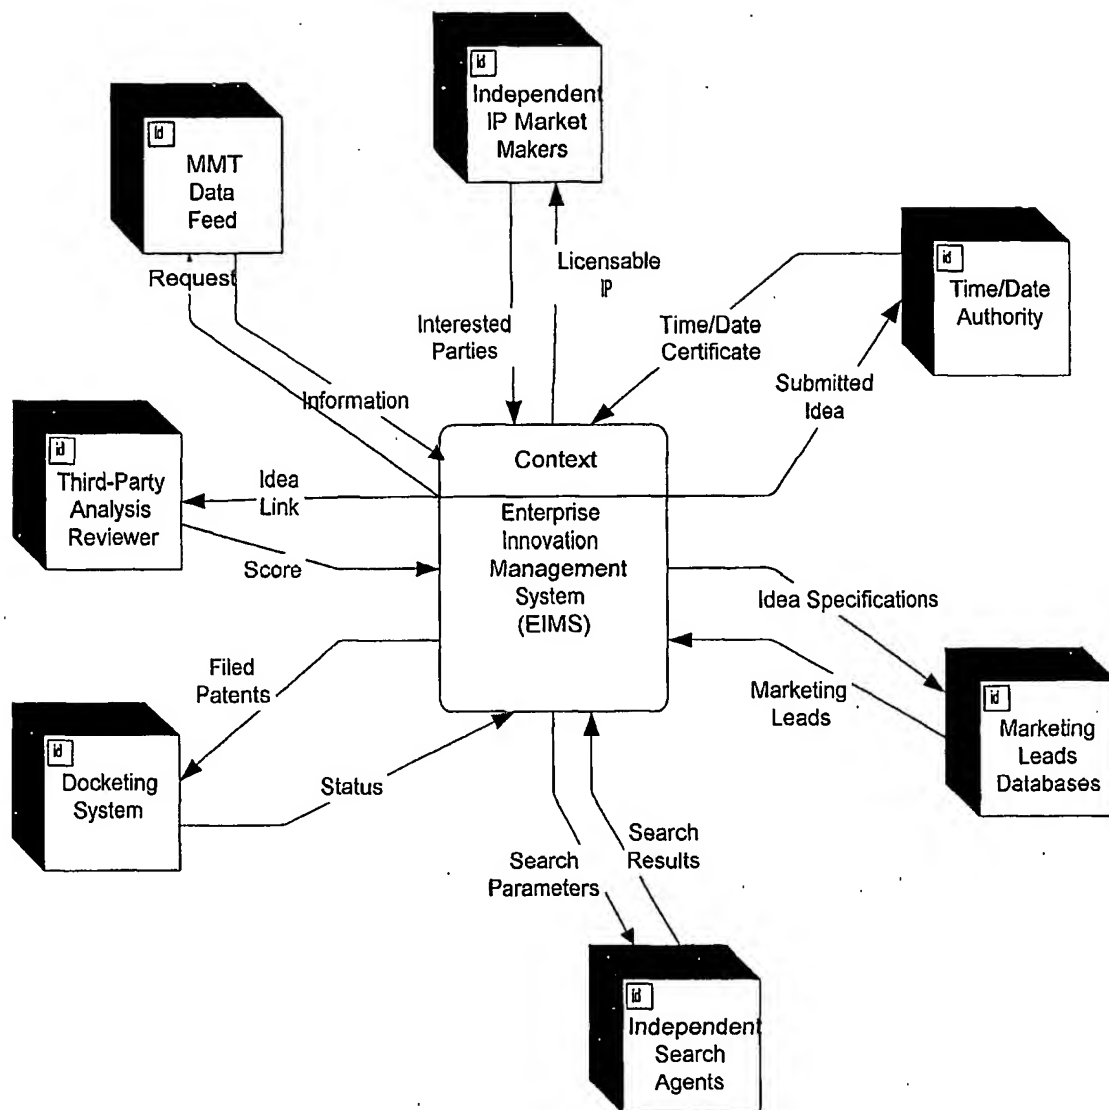 id
Independent
IP Market
Makers
id
MMT
Data
Feed
id
Time/Date
Authority
Request
Licensable
IP
Interested
Parties
Time/Date
Certificate
Submitted
Idea
Information
id
Third-Party
Analysis
Reviewer
Idea
Link
Score
Context
Enterprise
Innovation
Management
System
(EIMS)
Idea Specifications
Marketing
Leads
id
Marketing
Leads
Databases
Filed
Patents
id
Docketing
System
Status
Search
Parameters
Search
Results
id
Independent
Search
Agents